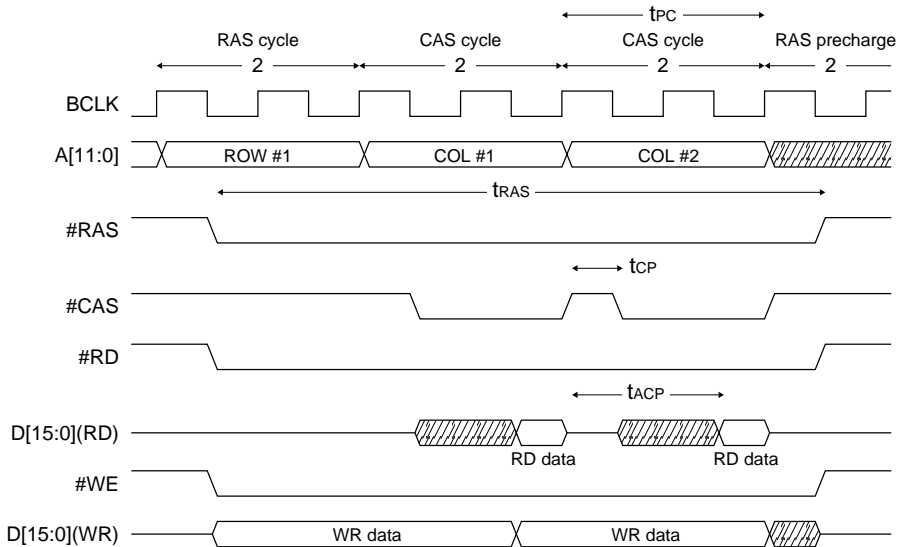 tPC
RAS cycle CAS cycle CAS cycle RAS precharge
2 2 2 2
BCLK
A[11:0] ROW #1 COL #1 COL #2
tRAS
#RAS
tCP
#CAS
#RD
tACP
D[15:0](RD)
RD data RD data
#WE
D[15:0](WR) WR data WR data